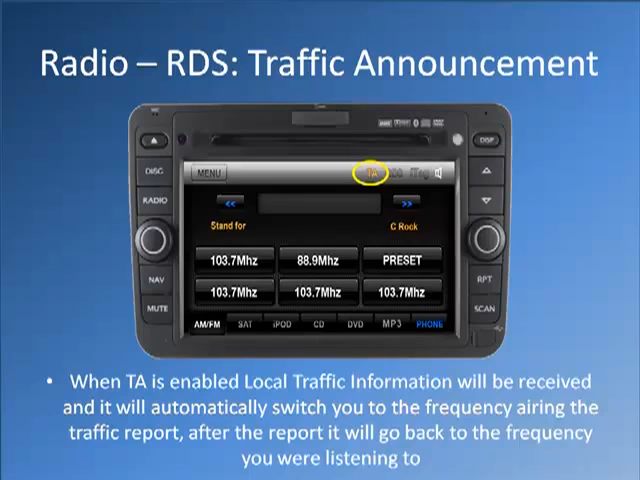 Radio – RDS: Traffic Announcement
DISP
DISC
MENU
TA
iTag
RADIO
<<
>>
Stand for
C Rock
103.7Mhz
88.9Mhz
PRESET
NAV
RPT
103.7Mhz
103.7Mhz
103.7Mhz
MUTE
SCAN
AM/FM
SAT
iPOD
CD
DVD
MP3
PHONE
• When TA is enabled Local Traffic Information will be received
and it will automatically switch you to the frequency airing the
traffic report, after the report it will go back to the frequency
you were listening to